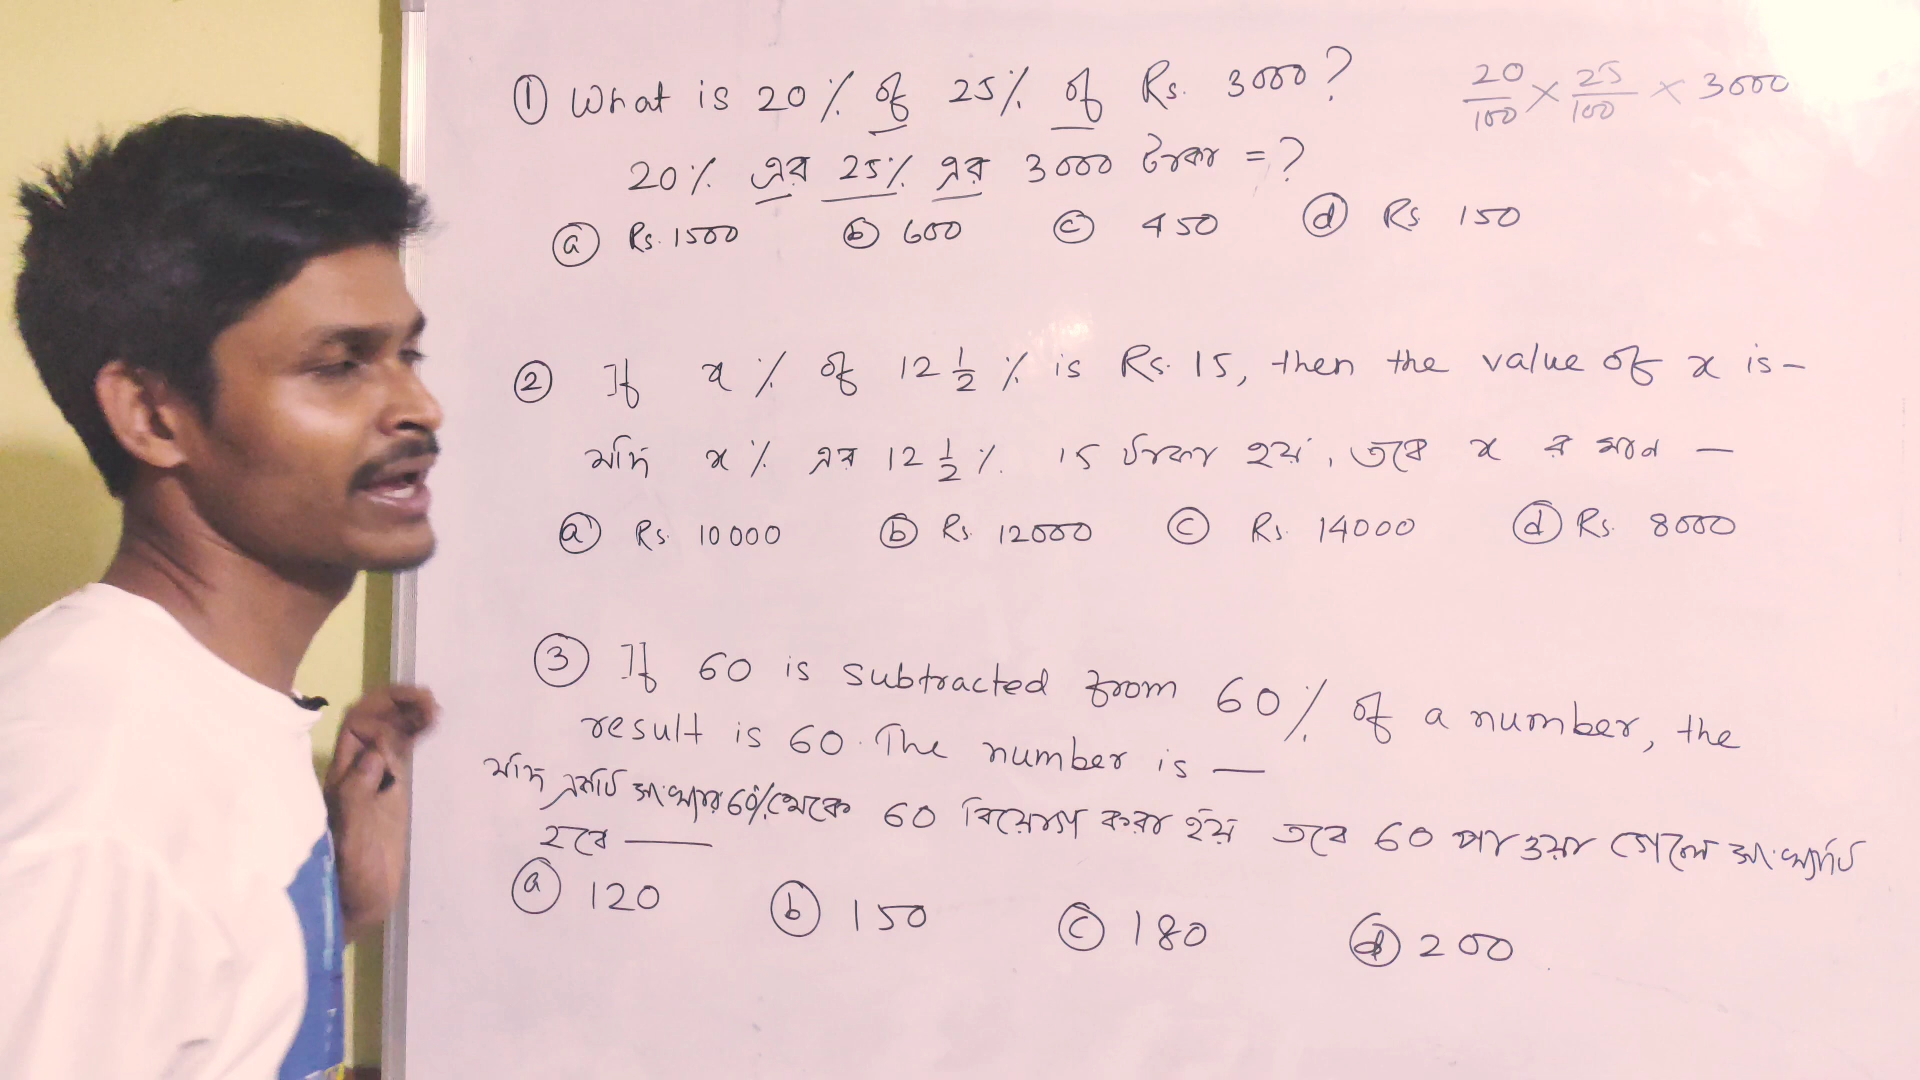 ① What is 20% of 25% of Rs. 3000? 20/100 × 25/100 × 3000
20% এর 25% এর 3000 টাকার = ?
ⓐ Rs. 1500 ⓑ 600 ⓒ 450 ⓓ Rs 150
② If x % of 12 1/2 % is Rs. 15, then the value of x is -
যদি x % এর 12 1/2 %. 15 টাকা হয়, তবে x র মান —
ⓐ Rs. 10000 ⓑ Rs. 12000 ⓒ Rs. 14000 ⓓ Rs. 8000
③ If 60 is subtracted from 60% of a number, the
result is 60. The number is —
যদি একটি সংখ্যার 60% থেকে 60 বিয়োগ করা হয় তবে 60 পাওয়া গেলে সংখ্যাটি
হবে —
ⓐ 120 ⓑ 150 ⓒ 180 ⓓ 200